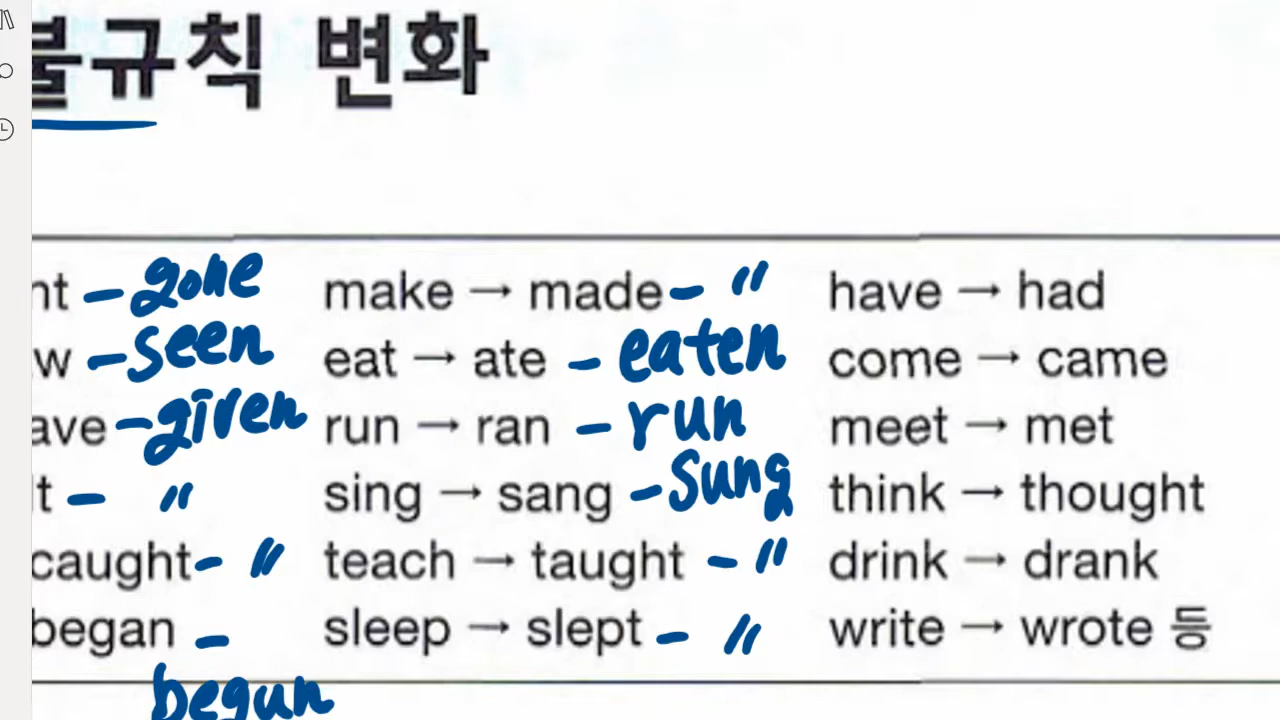 불규칙 변화
nt - gone make → made - " have → had
w - seen eat → ate - eaten come → came
ave - given run → ran - run meet → met
t - " sing → sang - sung think → thought
caught - " teach → taught - " drink → drank
began - sleep → slept - " write → wrote 등
begun